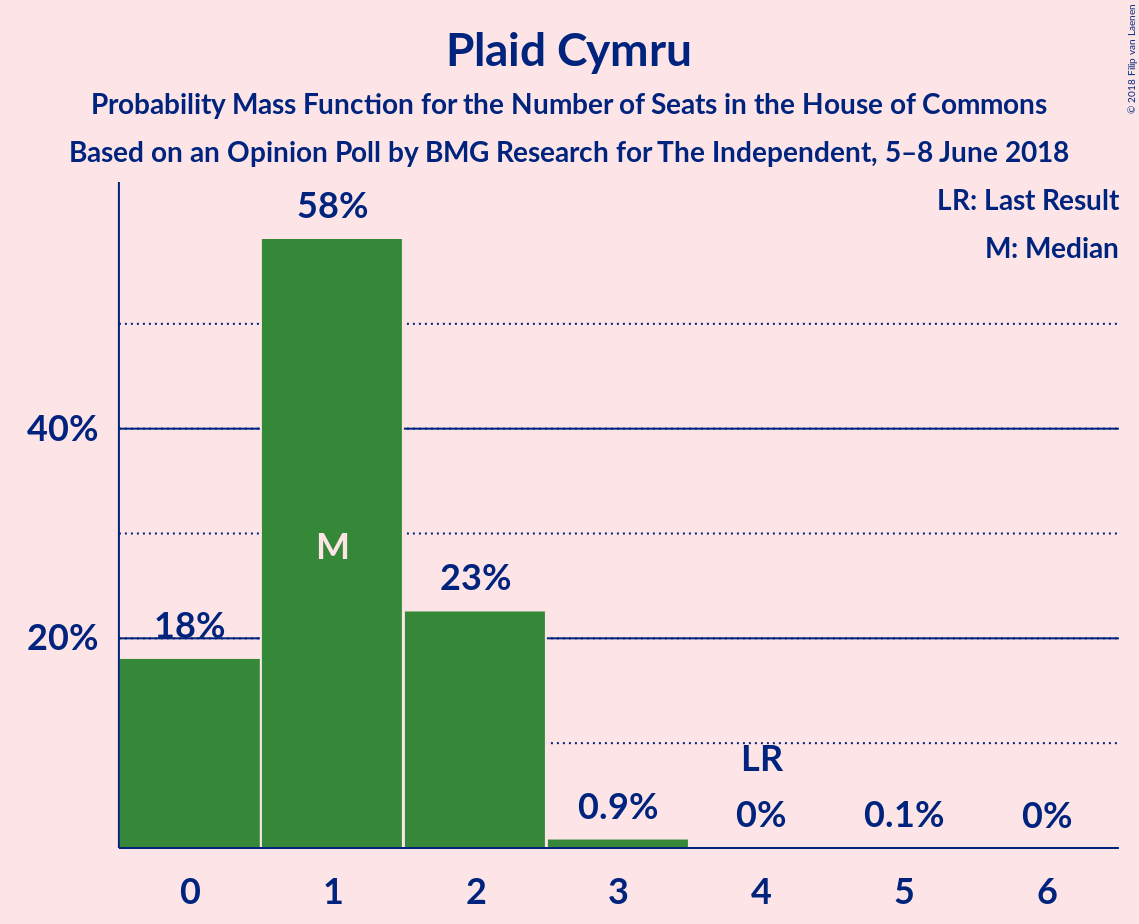 Plaid Cymru
Probability Mass Function for the Number of Seats in the House of Commons
Based on an Opinion Poll by BMG Research for The Independent, 5–8 June 2018
© 2018 Filip van Laenen
LR: Last Result
M: Median
58%
40%
M
23%
20%
18%
LR
0.9%
0%
0.1%
0%
0
1
2
3
4
5
6